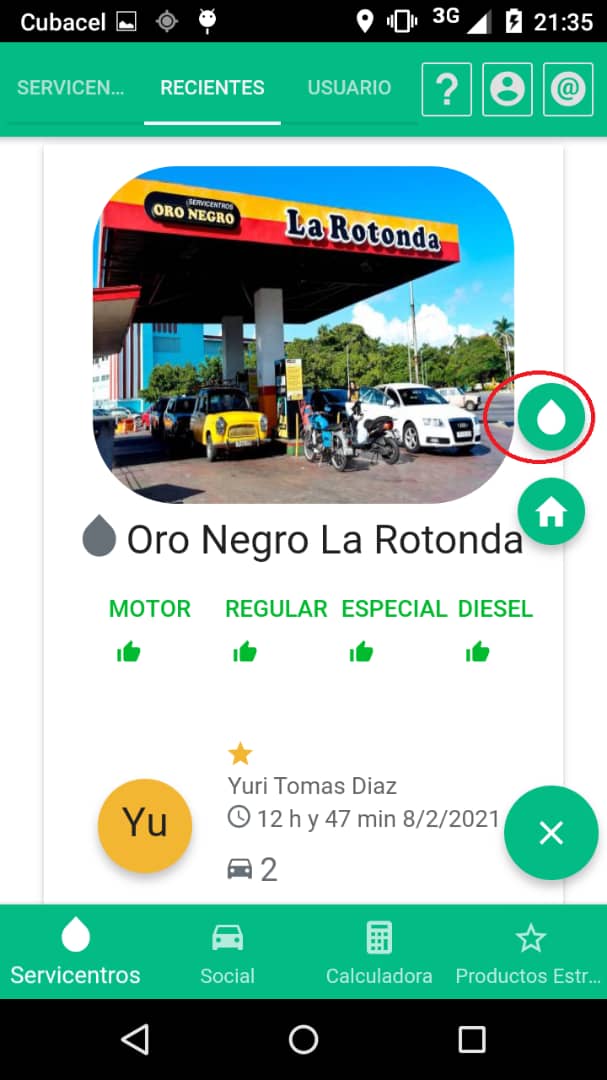 Cubacel 3G 21:35
SERVICEN... RECIENTES USUARIO ? @
SERVICENTROS
ORO NEGRO
La Rotonda
Oro Negro La Rotonda
MOTOR REGULAR ESPECIAL DIESEL
Yuri Tomas Diaz
Yu
12 h y 47 min 8/2/2021
2
Servicentros Social Calculadora Productos Estr...